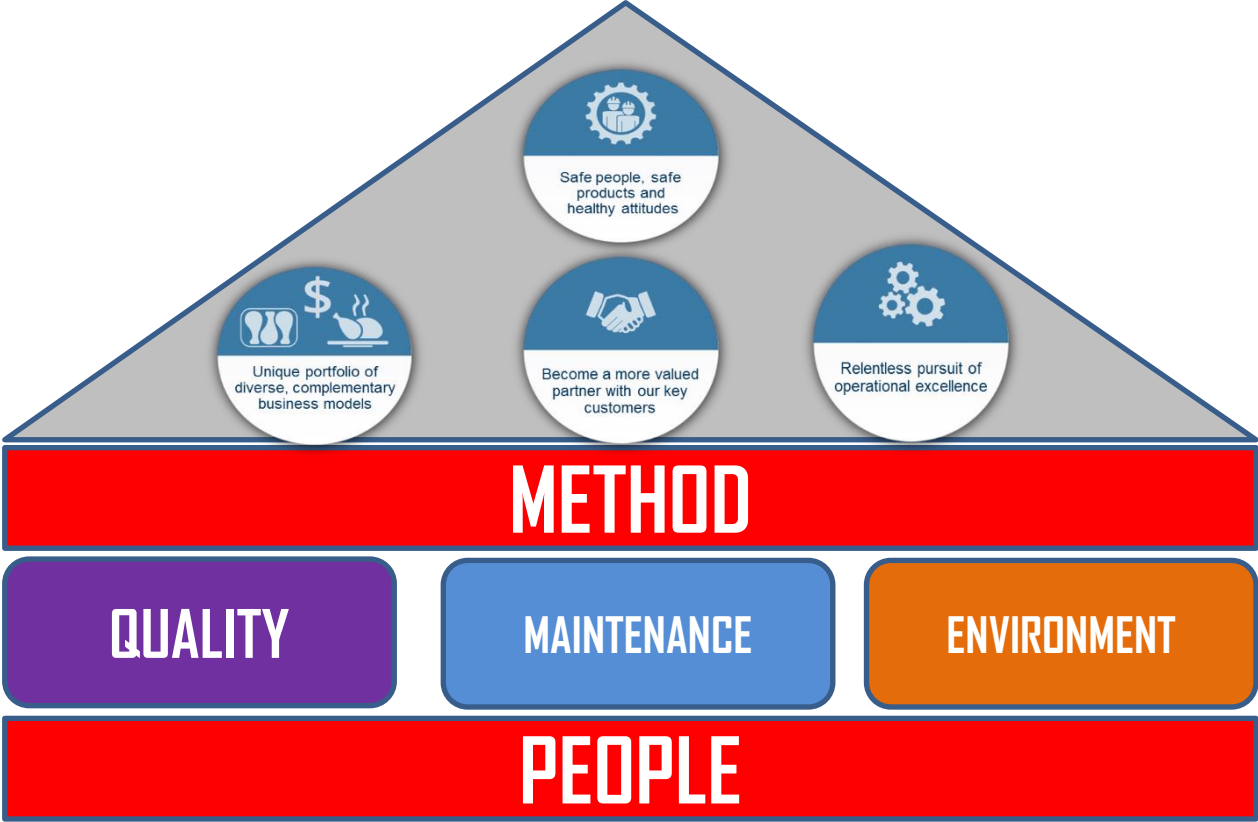 Safe people, safe
products and
healthy attitudes
Unique portfolio of
diverse, complementary
business models
Become a more valued
partner with our key
customers
Relentless pursuit of
operational excellence
METHOD
QUALITY
MAINTENANCE
ENVIRONMENT
PEOPLE